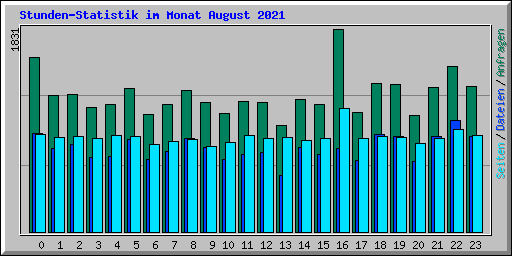 Stunden-Statistik im Monat August 2021
1831
Seiten / Dateien / Anfragen
0 1 2 3 4 5 6 7 8 9 10 11 12 13 14 15 16 17 18 19 20 21 22 23